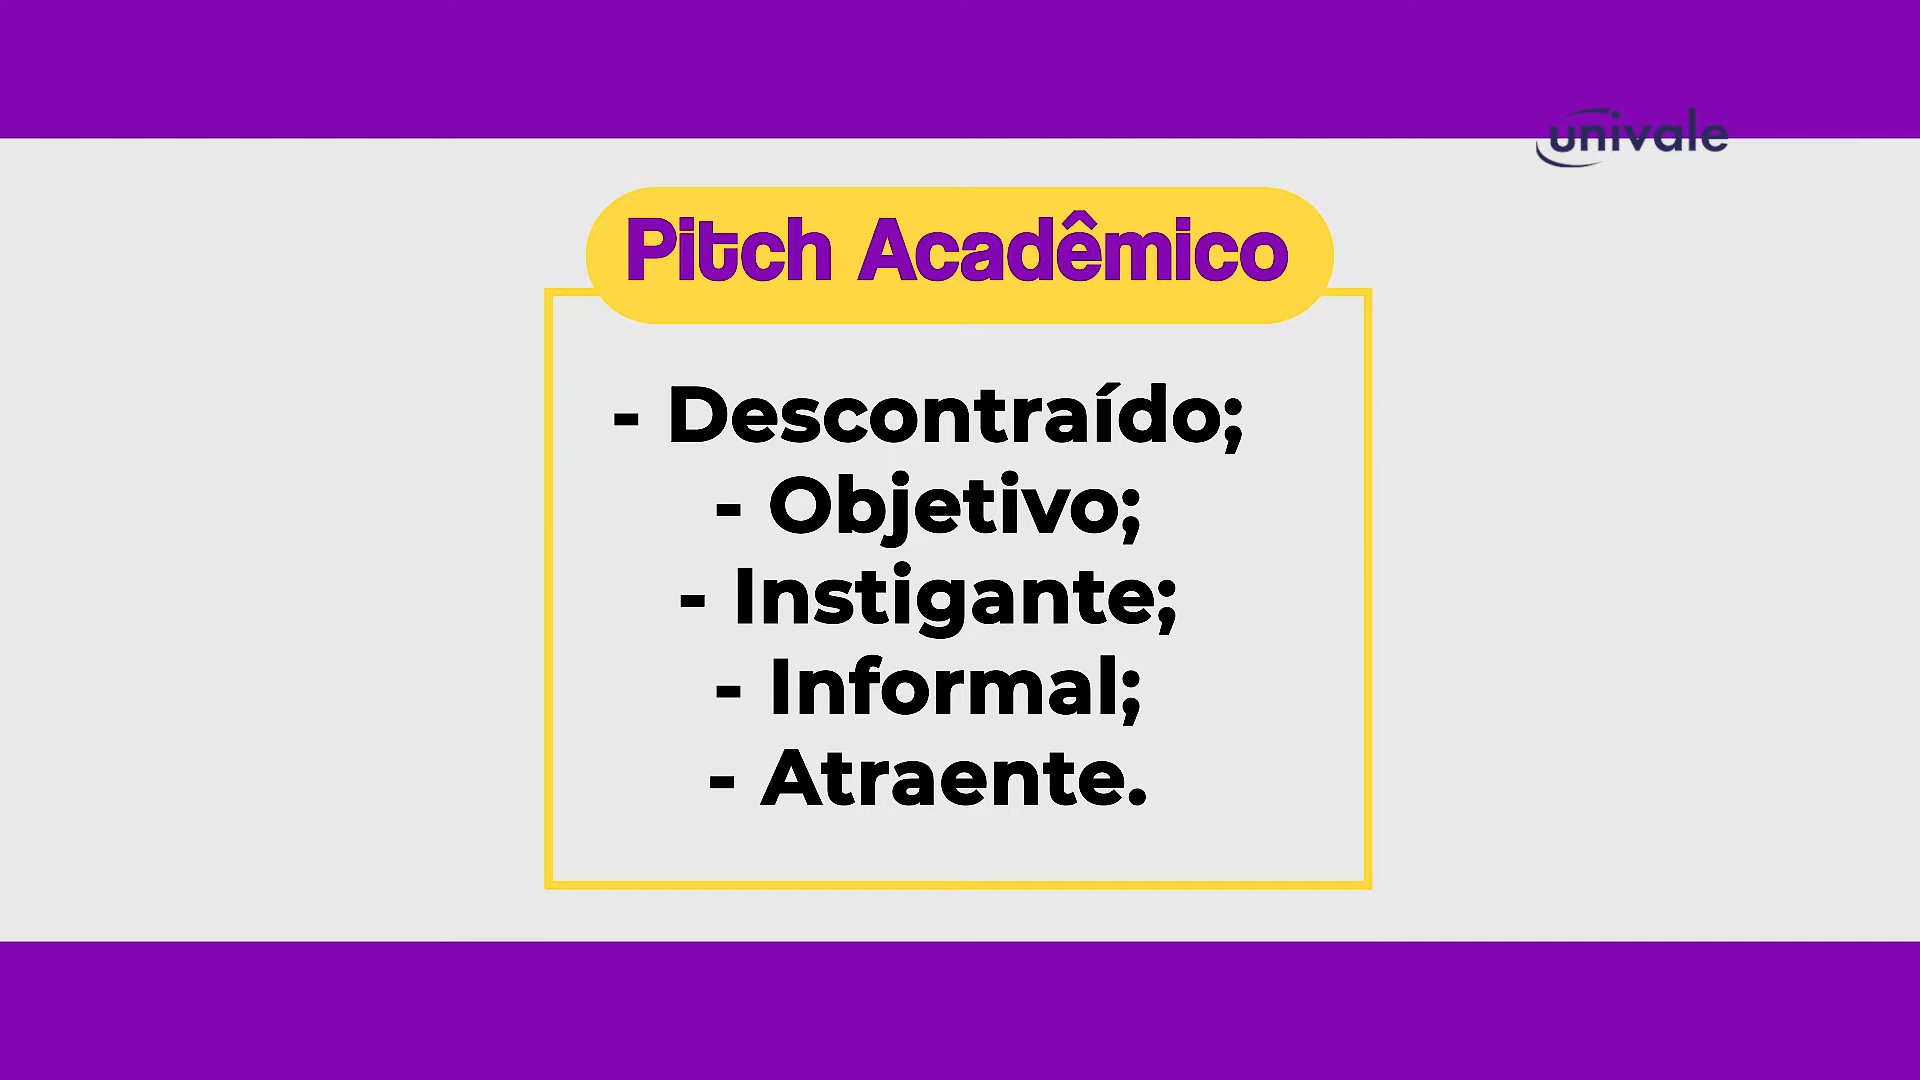 univale
Pitch Acadêmico
- Descontraído;
- Objetivo;
- Instigante;
- Informal;
- Atraente.